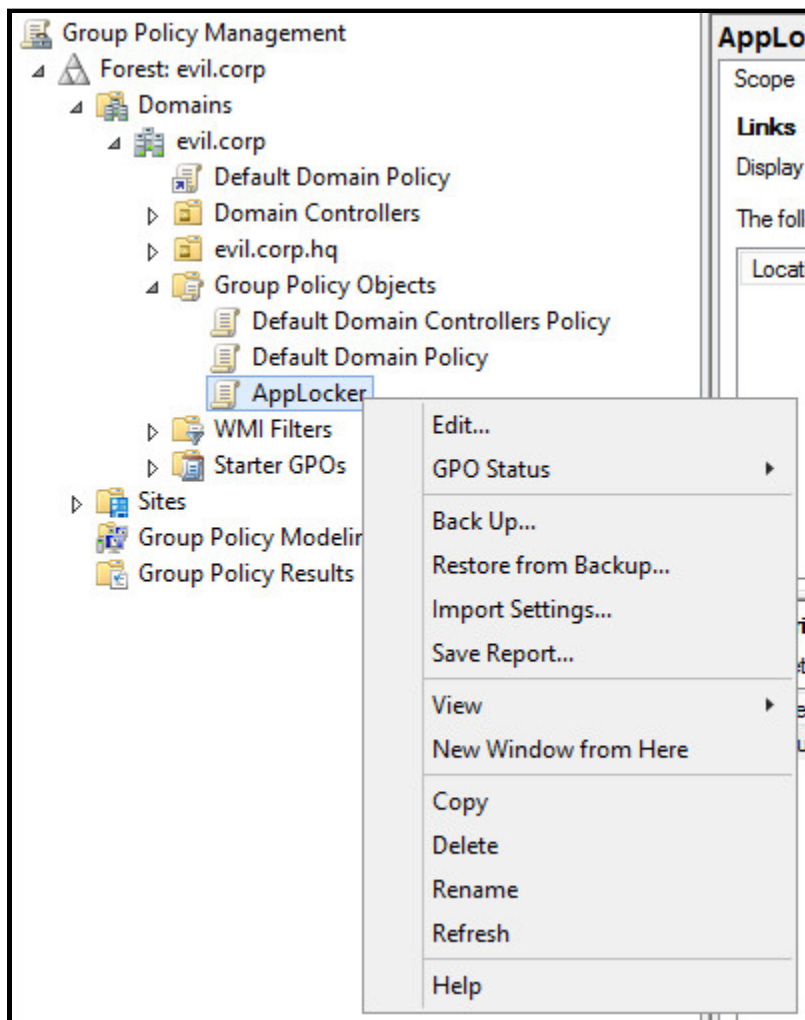 Group Policy Management
Forest: evil.corp
Domains
evil.corp
Default Domain Policy
Domain Controllers
evil.corp.hq
Group Policy Objects
Default Domain Controllers Policy
Default Domain Policy
AppLocker
WMI Filters
Starter GPOs
Sites
Group Policy Modelin
Group Policy Results
Edit...
GPO Status
Back Up...
Restore from Backup...
Import Settings...
Save Report...
View
New Window from Here
Copy
Delete
Rename
Refresh
Help
AppLo
Scope
Links
Display
The foll
Locat